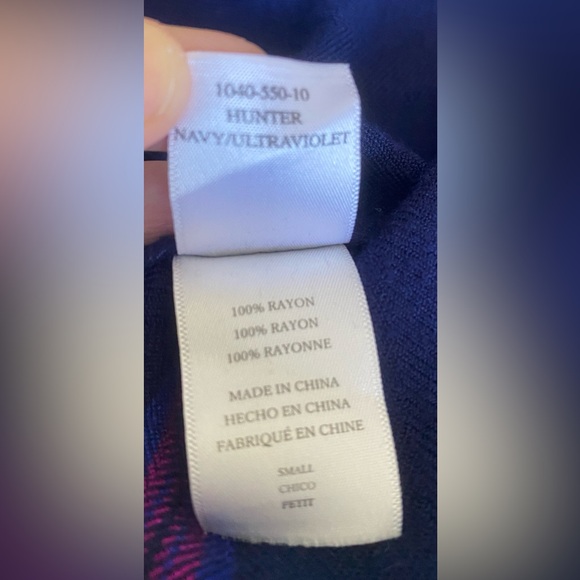 1040-550-10
HUNTER
NAVY/ULTRAVIOLET
100% RAYON
100% RAYON
100% RAYONNE
MADE IN CHINA
HECHO EN CHINA
FABRIQUÉ EN CHINE
SMALL
CHICO
PETIT